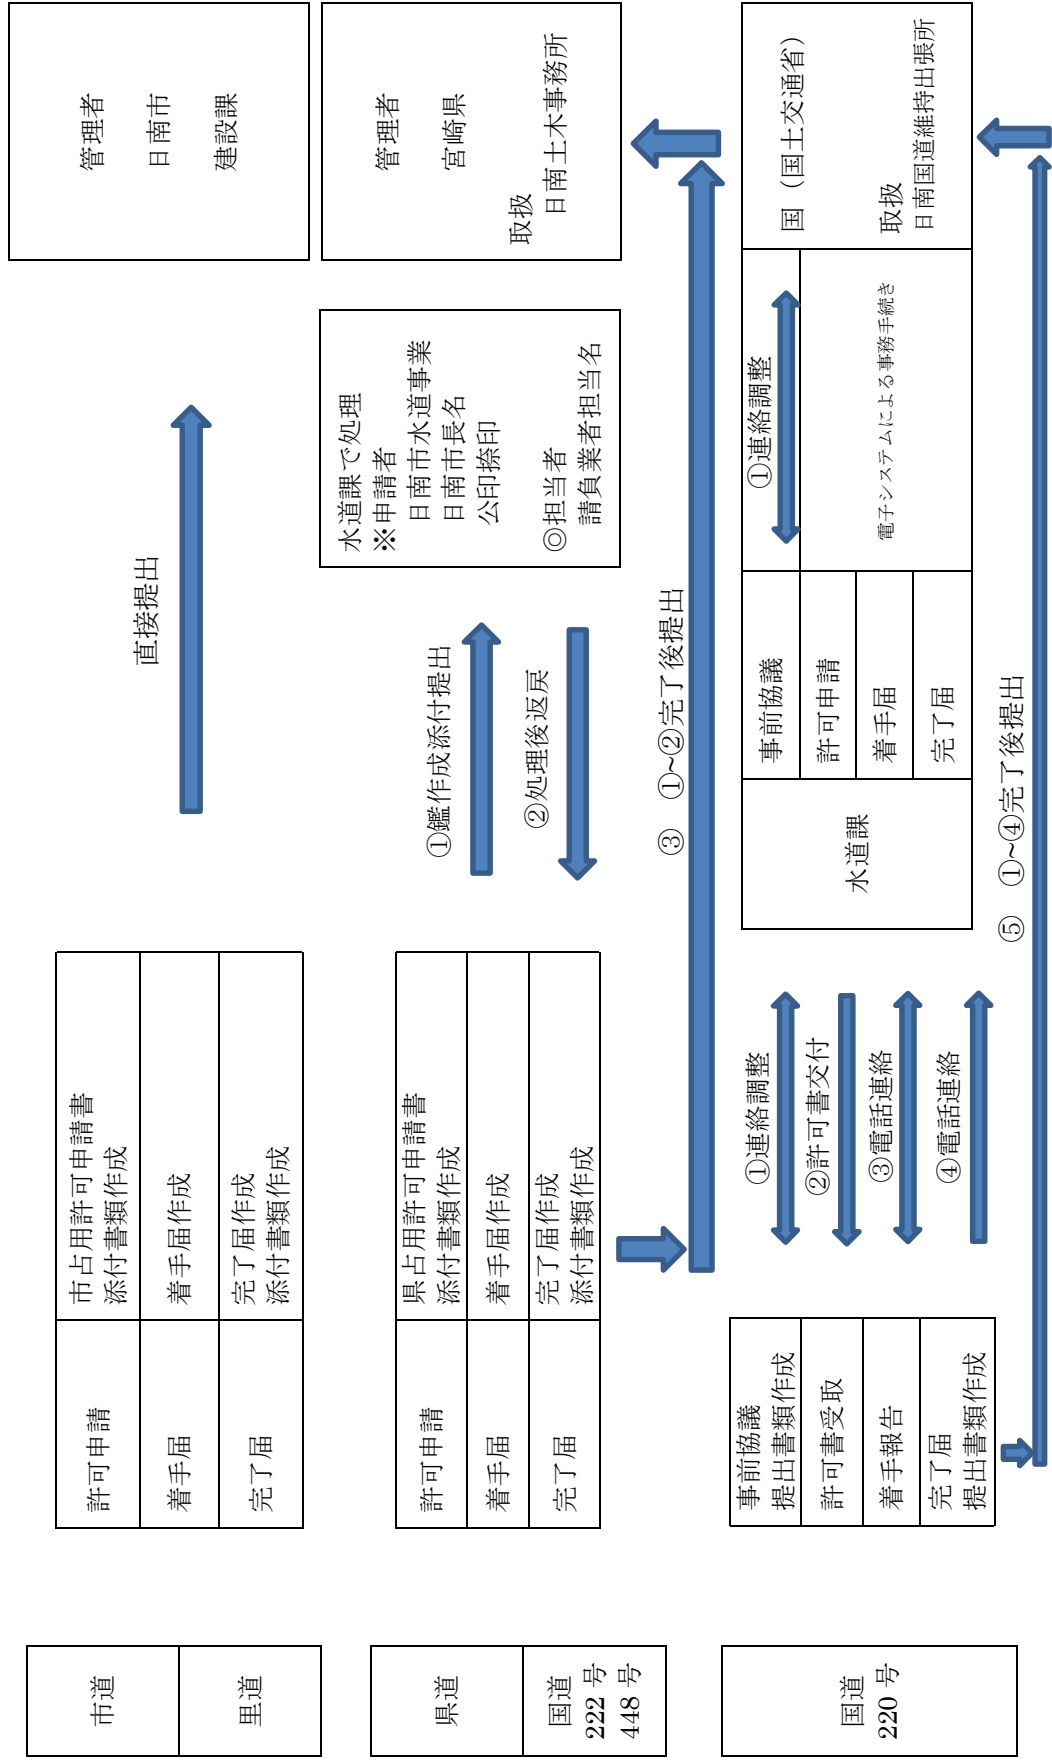 市道
里道
許可申請
市占用許可申請書
添付書類作成
着手届
着手届作成
完了届
完了届作成
添付書類作成
直接提出
管理者
日南市
建設課
県道
国道
222 号
448 号
許可申請
県占用許可申請書
添付書類作成
着手届
着手届作成
完了届
完了届作成
添付書類作成
①鑑作成添付提出
②処理後返戻
③　①~②完了後提出
水道課で処理
※申請者
日南市水道事業
日南市長名
公印捺印
◎担当者
請負業者担当名
管理者
宮崎県
取扱
日南土木事務所
国道
220 号
事前協議
提出書類作成
許可書受取
着手報告
完了届
提出書類作成
①連絡調整
②許可書交付
③電話連絡
④電話連絡
⑤　①~④完了後提出
水道課
事前協議
許可申請
着手届
完了届
①連絡調整
電子システムによる事務手続き
国（国土交通省）
取扱
日南国道維持出張所